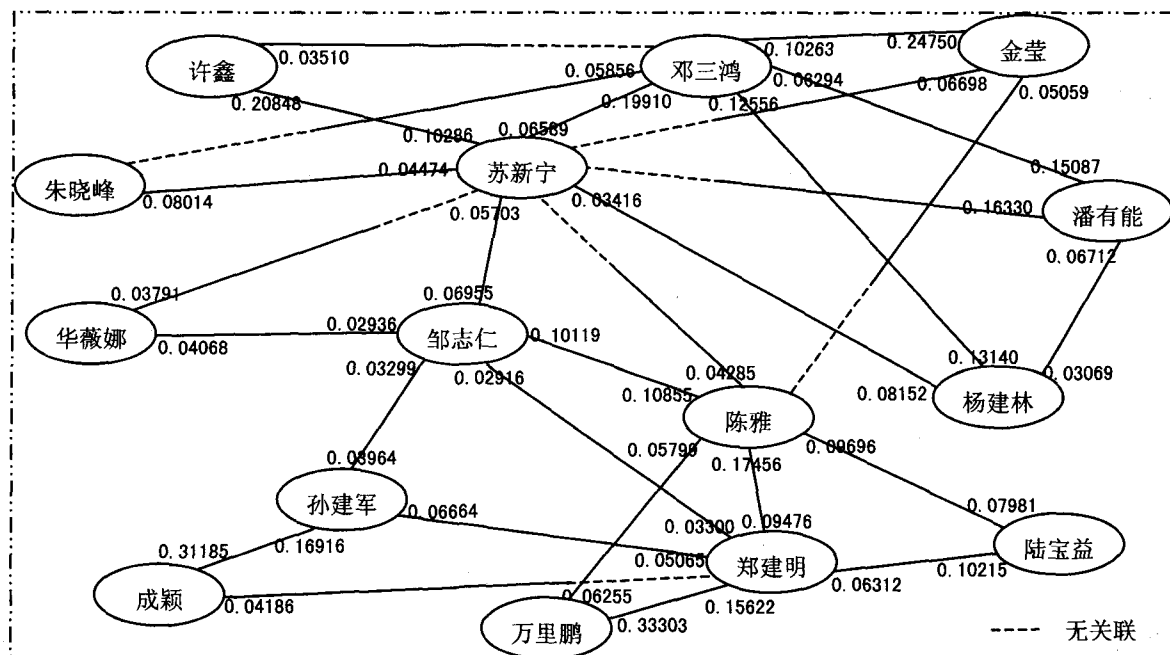 0.10263 0.24750 金莹
许鑫 0.03510
0.05856 邓三鸿 0.06294 0.06698 0.05059
0.20848 0.19910 0.12556
0.10286 0.06589
朱晓峰 0.04474 苏新宁 0.15087
0.08014 0.05703 0.03416 0.16330 潘有能
0.06712
0.03791 0.06955
华薇娜 0.02936 邹志仁 0.10119
0.04068
0.03299 0.02916 0.04285 0.13140 0.03069
0.10855 陈雅 0.08152 杨建林
0.05799 0.17456 0.09696
0.03964
孙建军 0.06664 0.07981
0.31185 0.16916 0.03300 0.09476
0.05065 郑建明 陆宝益
成颖 0.04186 0.06255 0.15622 0.06312 0.10215
万里鹏 0.33303 无关联